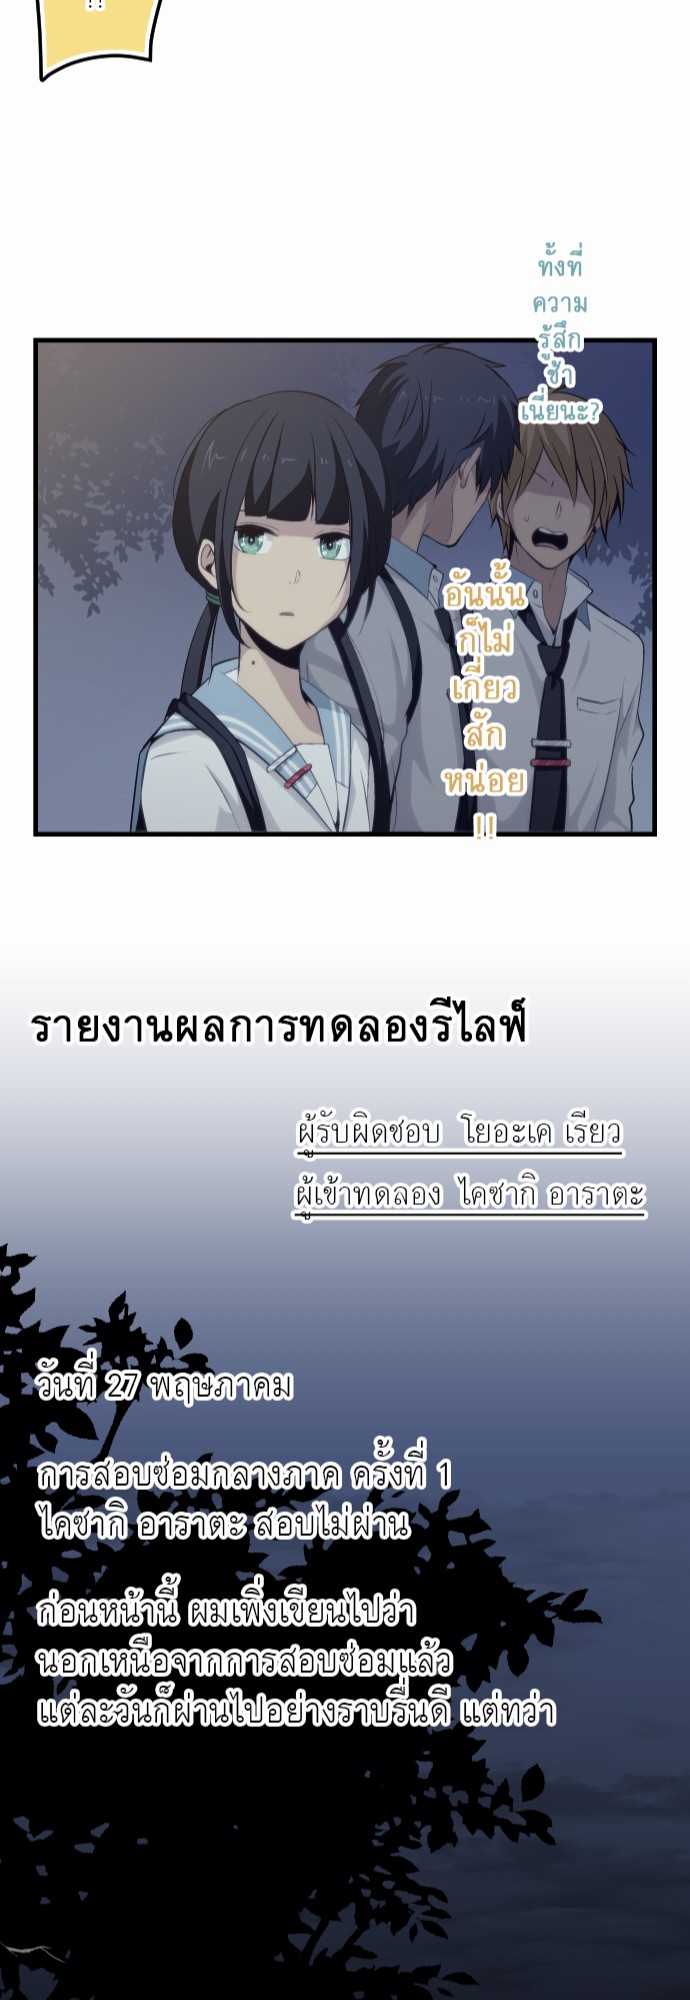 !!
ทั้งที่
ความ
รู้สึก
ช้า
เนี่ยนะ?
อันนั้น
ก็ไม่
เกี่ยว
สัก
หน่อย
!!
รายงานผลการทดลองรีไลฟ์
ผู้รับผิดชอบ โยอะเค เรียว
ผู้เข้าทดลอง ไคซากิ อาราตะ
วันที่ 27 พฤษภาคม
การสอบซ่อมกลางภาค ครั้งที่ 1
ไคซากิ อาราตะ สอบไม่ผ่าน
ก่อนหน้านี้ ผมเพิ่งเขียนไปว่า
นอกเหนือจากการสอบซ่อมแล้ว
แต่ละวันก็ผ่านไปอย่างราบรื่นดี แต่ทว่า